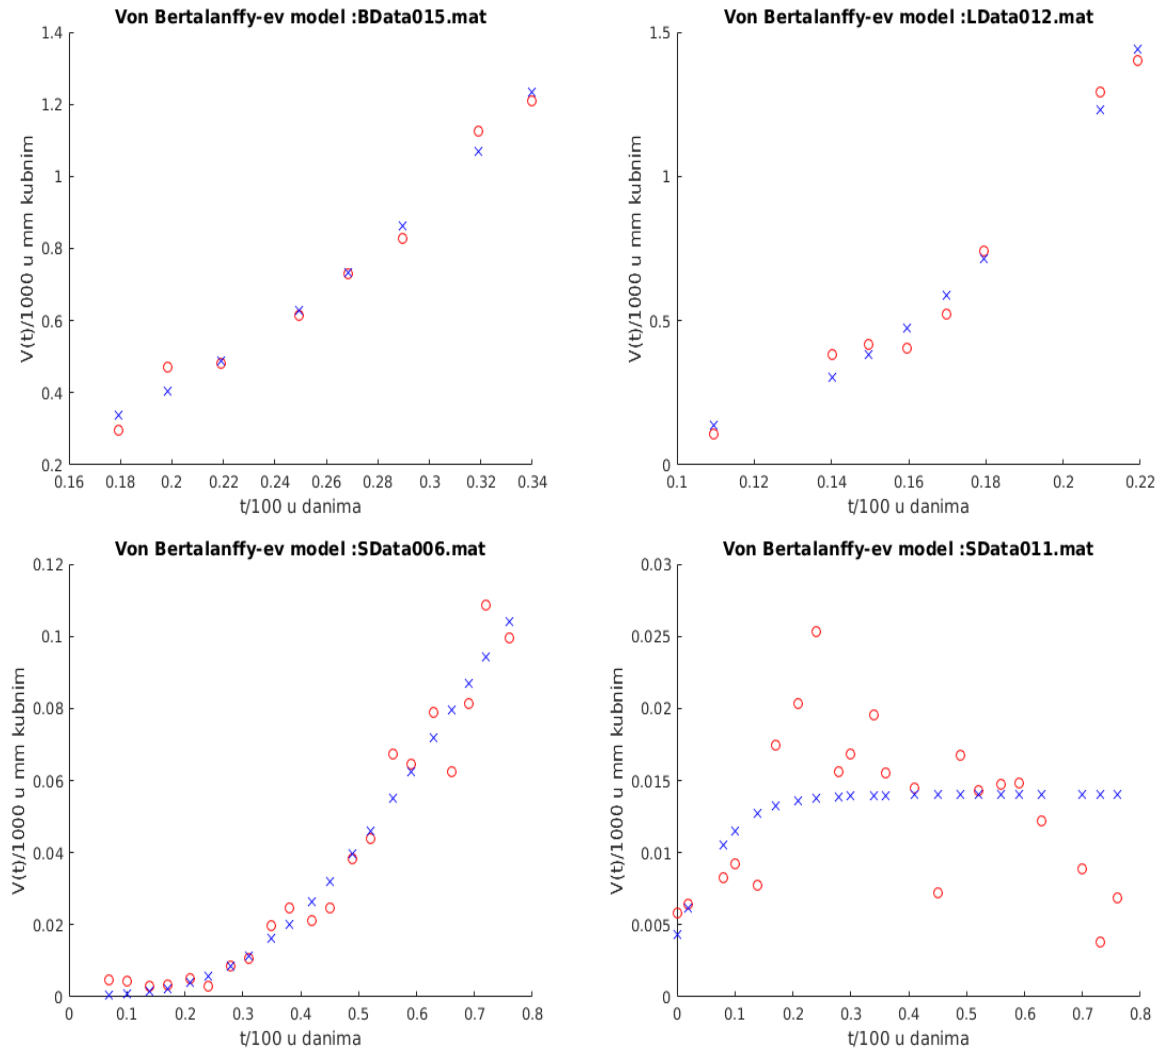 Von Bertalanffy-ev model :BData015.mat
V(t)/1000 u mm kubnim
1.4
1.2
1
0.8
0.6
0.4
0.2
0.16 0.18 0.2 0.22 0.24 0.26 0.28 0.3 0.32 0.34
t/100 u danima
Von Bertalanffy-ev model :LData012.mat
V(t)/1000 u mm kubnim
1.5
1
0.5
0
0.1 0.12 0.14 0.16 0.18 0.2 0.22
t/100 u danima
Von Bertalanffy-ev model :SData006.mat
V(t)/1000 u mm kubnim
0.12
0.1
0.08
0.06
0.04
0.02
0
0 0.1 0.2 0.3 0.4 0.5 0.6 0.7 0.8
t/100 u danima
Von Bertalanffy-ev model :SData011.mat
V(t)/1000 u mm kubnim
0.03
0.025
0.02
0.015
0.01
0.005
0
0 0.1 0.2 0.3 0.4 0.5 0.6 0.7 0.8
t/100 u danima